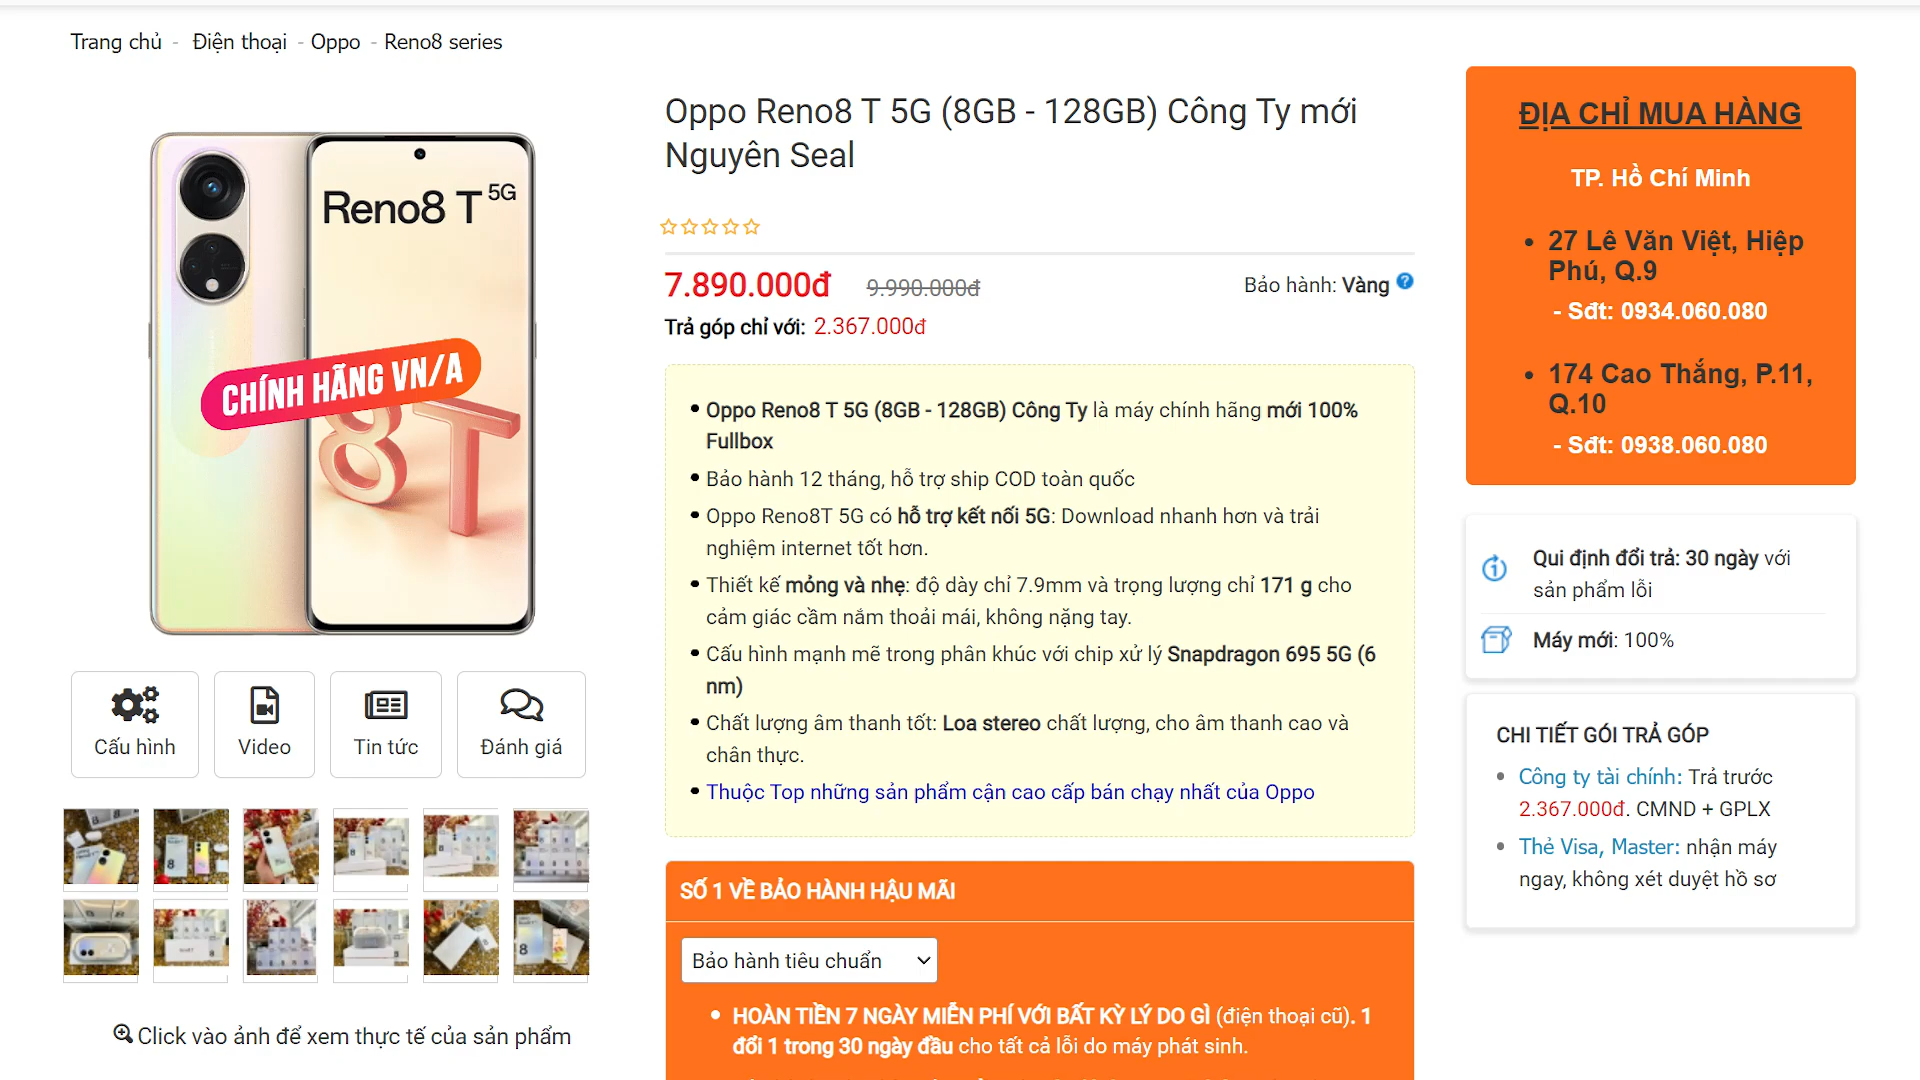 Trang chủ - Điện thoại - Oppo - Reno8 series
Reno8 T 5G
CHÍNH HÃNG VN/A
8T
Cấu hình
Video
Tin tức
Đánh giá
Click vào ảnh để xem thực tế của sản phẩm
Oppo Reno8 T 5G (8GB - 128GB) Công Ty mới
Nguyên Seal
7.890.000đ 9.990.000đ Bảo hành: Vàng ?
Trả góp chỉ với: 2.367.000đ
• Oppo Reno8 T 5G (8GB - 128GB) Công Ty là máy chính hãng mới 100%
Fullbox
• Bảo hành 12 tháng, hỗ trợ ship COD toàn quốc
• Oppo Reno8T 5G có hỗ trợ kết nối 5G: Download nhanh hơn và trải
nghiệm internet tốt hơn.
• Thiết kế mỏng và nhẹ: độ dày chỉ 7.9mm và trọng lượng chỉ 171 g cho
cảm giác cầm nắm thoải mái, không nặng tay.
• Cấu hình mạnh mẽ trong phân khúc với chip xử lý Snapdragon 695 5G (6
nm)
• Chất lượng âm thanh tốt: Loa stereo chất lượng, cho âm thanh cao và
chân thực.
• Thuộc Top những sản phẩm cận cao cấp bán chạy nhất của Oppo
SỐ 1 VỀ BẢO HÀNH HẬU MÃI
Bảo hành tiêu chuẩn
• HOÀN TIỀN 7 NGÀY MIỄN PHÍ VỚI BẤT KỲ LÝ DO GÌ (điện thoại cũ). 1
đổi 1 trong 30 ngày đầu cho tất cả lỗi do máy phát sinh.
ĐỊA CHỈ MUA HÀNG
TP. Hồ Chí Minh
• 27 Lê Văn Việt, Hiệp
Phú, Q.9
- Sđt: 0934.060.080
• 174 Cao Thắng, P.11,
Q.10
- Sđt: 0938.060.080
Qui định đổi trả: 30 ngày với
sản phẩm lỗi
Máy mới: 100%
CHI TIẾT GÓI TRẢ GÓP
• Công ty tài chính: Trả trước
2.367.000đ. CMND + GPLX
• Thẻ Visa, Master: nhận máy
ngay, không xét duyệt hồ sơ